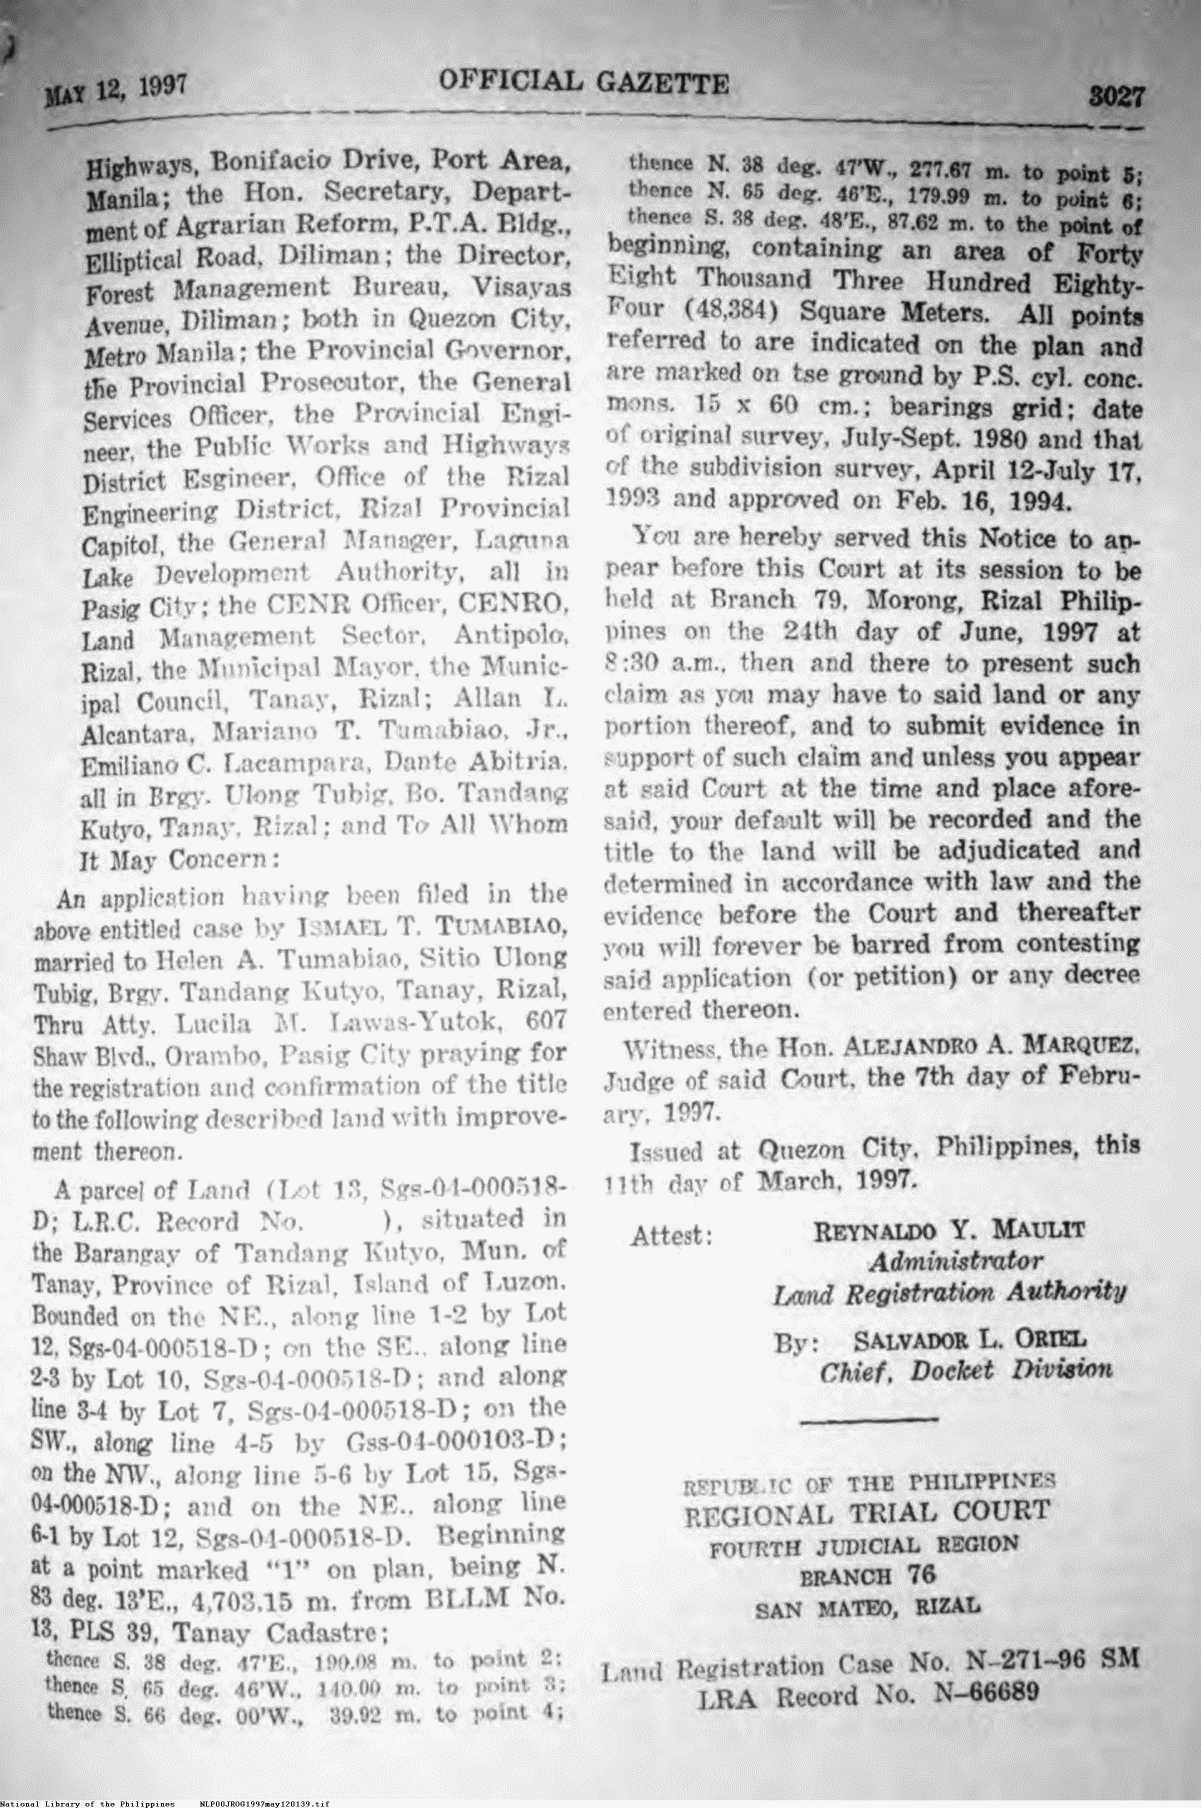 MAY 12, 1997
OFFICIAL GAZETTE
3027
Highways, Bonifacio Drive, Port Area,
Manila; the Hon. Secretary, Depart-
ment of Agrarian Reform, P.T.A. Bldg.,
Elliptical Road, Diliman; the Director,
Forest Management Bureau, Visayas
Avenue, Diliman; both in Quezon City,
Metro Manila; the Provincial Governor,
the Provincial Prosecutor, the General
Services Officer, the Provincial Engi-
neer, the Public Works and Highways
District Esgineer, Office of the Rizal
Engineering District, Rizal Provincial
Capitol, the General Manager, Laguna
Lake Development Authority, all in
Pasig City; the CENR Officer, CENRO,
Land Management Sector, Antipolo,
Rizal, the Municipal Mayor, the Munic-
ipal Council, Tanay, Rizal; Allan L.
Alcantara, Mariano T. Tumabiao, Jr.,
Emiliano C. Lacampara, Dante Abitria,
all in Brgy. Ulong Tubig, Bo. Tandang
Kutyo, Tanay, Rizal; and To All Whom
It May Concern:
An application having been filed in the
above entitled case by ISMAEL T. TUMABIAO,
married to Helen A. Tumabiao, Sitio Ulong
Tubig, Brgy. Tandang Kutyo, Tanay, Rizal,
Thru Atty. Lucila M. Lawas-Yutok, 607
Shaw Blvd., Orambo, Pasig City praying for
the registration and confirmation of the title
to the following described land with improve-
ment thereon.
A parcel of Land (Lot 13, Sgs-04-000518-
D; L.R.C. Record No. ), situated in
the Barangay of Tandang Kutyo, Mun. of
Tanay, Province of Rizal, Island of Luzon.
Bounded on the NE., along line 1-2 by Lot
12, Sgs-04-000518-D; on the SE.. along line
2-3 by Lot 10, Sgs-04-000518-D; and along
line 3-4 by Lot 7, Sgs-04-000518-D; on the
SW., along line 4-5 by Gss-04-000103-D;
on the NW., along line 5-6 by Lot 15, Sgs-
04-000518-D; and on the NE.. along line
6-1 by Lot 12, Sgs-04-000518-D. Beginning
at a point marked "1" on plan, being N.
83 deg. 13'E., 4,703.15 m. from BLLM No.
13, PLS 39, Tanay Cadastre;
thence S. 38 deg. 47'E., 190.08 m. to point 2;
thence S. 65 deg. 46'W., 140.00 m. to point 3;
thence S. 66 deg. 00'W., 39.92 m. to point 4;
thence N. 38 deg. 47'W., 277.67 m. to point 5;
thence N. 65 deg. 46'E., 179.99 m. to point 6;
thence S. 38 deg. 48'E., 87.62 m. to the point of
beginning, containing an area of Forty
Eight Thousand Three Hundred Eighty-
Four (48,384) Square Meters. All points
referred to are indicated on the plan and
are marked on tse ground by P.S. cyl. conc.
mons. 15 x 60 cm.; bearings grid; date
of original survey, July-Sept. 1980 and that
of the subdivision survey, April 12-July 17,
1993 and approved on Feb. 16, 1994.
You are hereby served this Notice to ap-
pear before this Court at its session to be
held at Branch 79, Morong, Rizal Philip-
pines on the 24th day of June, 1997 at
8:30 a.m., then and there to present such
claim as you may have to said land or any
portion thereof, and to submit evidence in
support of such claim and unless you appear
at said Court at the time and place afore-
said, your default will be recorded and the
title to the land will be adjudicated and
determined in accordance with law and the
evidence before the Court and thereafter
you will forever be barred from contesting
said application (or petition) or any decree
entered thereon.
Witness, the Hon. ALEJANDRO A. MARQUEZ,
Judge of said Court, the 7th day of Febru-
ary, 1997.
Issued at Quezon City, Philippines, this
11th day of March, 1997.
Attest: REYNALDO Y. MAULIT
Administrator
Land Registration Authority
By: SALVADOR L. ORIEL
Chief, Docket Division
REPUBLIC OF THE PHILIPPINES
REGIONAL TRIAL COURT
FOURTH JUDICIAL REGION
BRANCH 76
SAN MATEO, RIZAL
Land Registration Case No. N-271-96 SM
LRA Record No. N-66689
National Library of the Philippines NLP00JROG1997may120139.tif